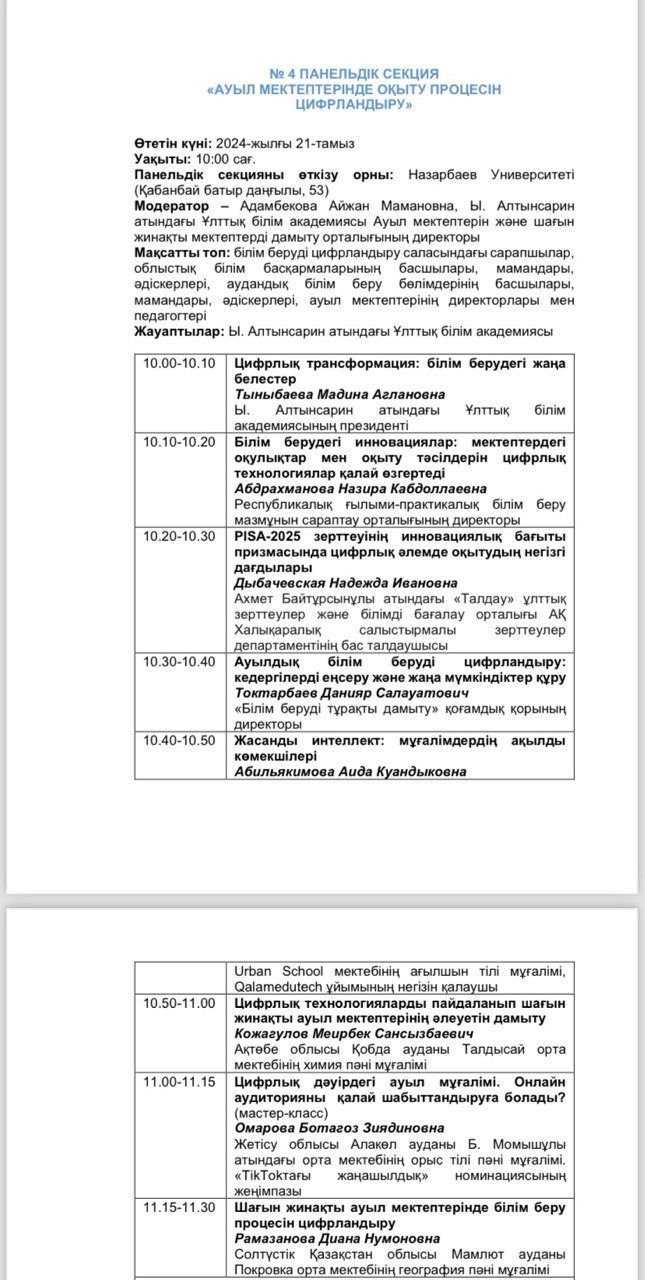 № 4 ПАНЕЛЬДІК СЕКЦИЯ
«АУЫЛ МЕКТЕПТЕРІНДЕ ОҚЫТУ ПРОЦЕСІН
ЦИФРЛАНДЫРУ»
Өтетін күні: 2024-жылғы 21-тамыз
Уақыты: 10:00 сағ.
Панельдік секцияны өткізу орны: Назарбаев Университеті
(Қабанбай батыр даңғылы, 53)
Модератор – Адамбекова Айжан Мамановна, Ы. Алтынсарин
атындағы Ұлттық білім академиясы Ауыл мектептерін және шағын
жинақты мектептерді дамыту орталығының директоры
Мақсатты топ: білім беруді цифрландыру саласындағы сарапшылар,
облыстық білім басқармаларының басшылары, мамандары,
әдіскерлері, аудандық білім беру бөлімдерінің басшылары,
мамандары, әдіскерлері, ауыл мектептерінің директорлары мен
педагогтері
Жауаптылар: Ы. Алтынсарин атындағы Ұлттық білім академиясы
10.00-10.10 Цифрлық трансформация: білім берудегі жаңа
белестер
Тыныбаева Мадина Аглановна
Ы. Алтынсарин атындағы Ұлттық білім
академиясының президенті
10.10-10.20 Білім берудегі инновациялар: мектептердегі
оқулықтар мен оқыту тәсілдерін цифрлық
технологиялар қалай өзгертеді
Абдрахманова Назира Кабдоллаевна
Республикалық ғылыми-практикалық білім беру
мазмұнын сараптау орталығының директоры
10.20-10.30 PISA-2025 зерттеуінің инновациялық бағыты
призмасында цифрлық әлемде оқытудың негізгі
дағдылары
Дыбачевская Надежда Ивановна
Ахмет Байтұрсынұлы атындағы «Талдау» ұлттық
зерттеулер және білімді бағалау орталығы АҚ
Халықаралық салыстырмалы зерттеулер
департаментінің бас талдаушысы
10.30-10.40 Ауылдық білім беруді цифрландыру:
кедергілерді еңсеру және жаңа мүмкіндіктер құру
Токтарбаев Данияр Салауатович
«Білім беруді тұрақты дамыту» қоғамдық қорының
директоры
10.40-10.50 Жасанды интеллект: мұғалімдердің ақылды
көмекшілері
Абильякимова Аида Куандыковна
Urban School мектебінің ағылшын тілі мұғалімі,
Qalamedutech ұйымының негізін қалаушы
10.50-11.00 Цифрлық технологияларды пайдаланып шағын
жинақты ауыл мектептерінің әлеуетін дамыту
Кожагулов Меирбек Сансызбаевич
Ақтөбе облысы Қобда ауданы Талдысай орта
мектебінің химия пәні мұғалімі
11.00-11.15 Цифрлық дәуірдегі ауыл мұғалімі. Онлайн
аудиторияны қалай шабыттандыруға болады?
(мастер-класс)
Омарова Ботагоз Зиядиновна
Жетісу облысы Алакөл ауданы Б. Момышұлы
атындағы орта мектебінің орыс тілі пәні мұғалімі.
«TikTokтағы жаңашылдық» номинациясының
жеңімпазы
11.15-11.30 Шағын жинақты ауыл мектептерінде білім беру
процесін цифрландыру
Рамазанова Диана Нумоновна
Солтүстік Қазақстан облысы Мамлют ауданы
Покровка орта мектебінің география пәні мұғалімі